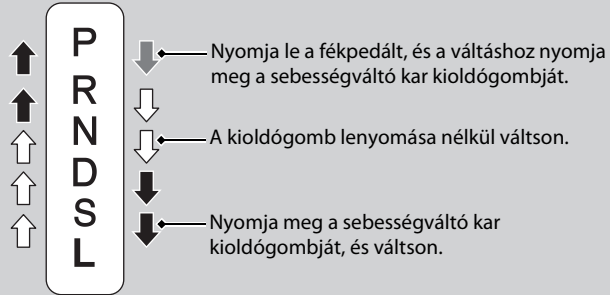 P
R
N
D
S
L
Nyomja le a fékpedált, és a váltáshoz nyomja
meg a sebességváltó kar kioldógombját.
A kioldógomb lenyomása nélkül váltson.
Nyomja meg a sebességváltó kar
kioldógombját, és váltson.